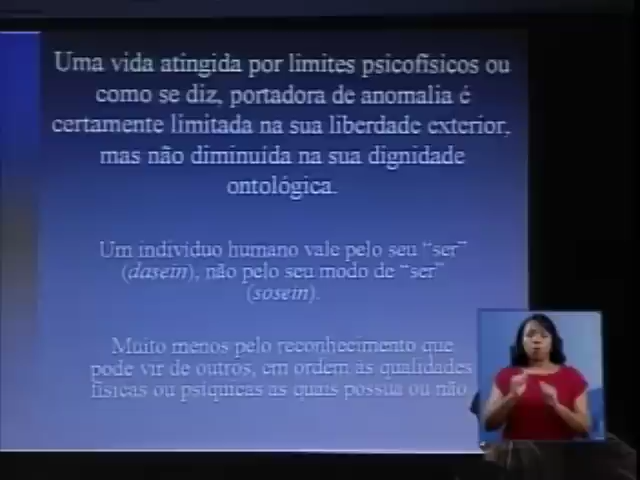 Uma vida atingida por limites psicofísicos ou
como se diz, portadora de anomalia é
certamente limitada na sua liberdade exterior,
mas não diminuída na sua dignidade
ontológica.
Um indivíduo humano vale pelo seu “ser”
(dasein), não pelo seu modo de “ser”
(sosein).
Muito menos pelo reconhecimento que
pode vir de outros, em ordem às qualidades
físicas ou psíquicas as quais possua ou não